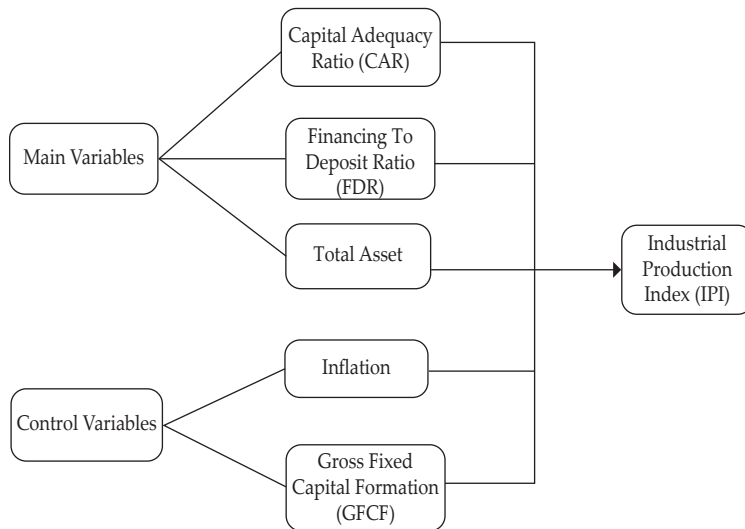 Capital Adequacy
Ratio (CAR)
Main Variables
Financing To
Deposit Ratio
(FDR)
Total Asset
Industrial
Production
Index (IPI)
Inflation
Control Variables
Gross Fixed
Capital Formation
(GFCF)